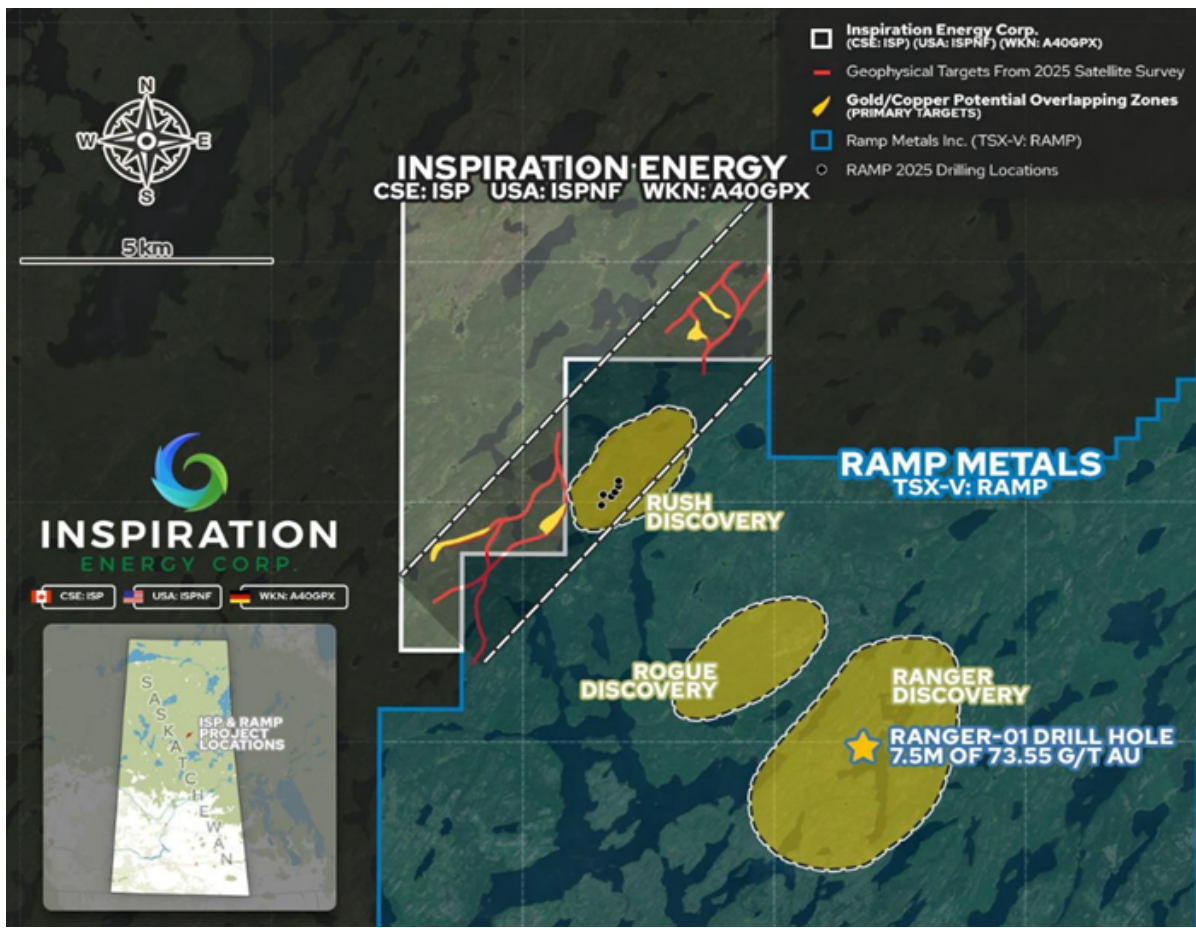 Inspiration Energy Corp.
(CSE: ISP) (USA: ISPNF) (WKN: A40GPX)
Geophysical Targets From 2025 Satellite Survey
Gold/Copper Potential Overlapping Zones
(PRIMARY TARGETS)
Ramp Metals Inc. (TSX-V: RAMP)
RAMP 2025 Drilling Locations
N
W
E
S
5 km
INSPIRATION ENERGY
CSE: ISP USA: ISPNF WKN: A40GPX
RAMP METALS
TSX-V: RAMP
RUSH
DISCOVERY
INSPIRATION
ENERGY CORP.
CSE: ISP
USA: ISPNF
WKN: A40GPX
ROGUE
DISCOVERY
RANGER
DISCOVERY
RANGER-01 DRILL HOLE
7.5M OF 73.55 G/T AU
SASKATCHEWAN
ISP & RAMP
PROJECT
LOCATIONS